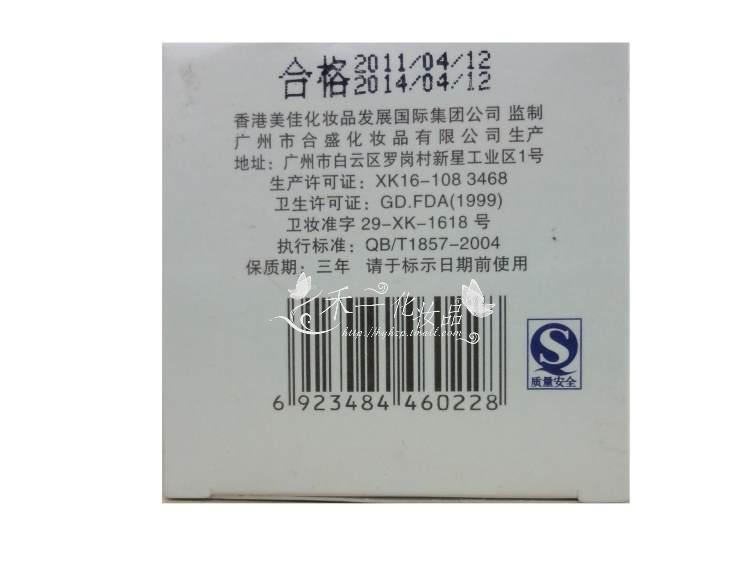 合格 2011/04/12
2014/04/12
香港美佳化妆品发展国际集团公司 监制
广州市合盛化妆品有限公司 生产
地址：广州市白云区罗岗村新星工业区1号
生产许可证：XK16-108 3468
卫生许可证：GD.FDA(1999)
卫妆准字 29-XK-1618 号
执行标准：QB/T1857-2004
保质期：三年 请于标示日期前使用
禾一化妆品
http://hyhzp.tmall.com
质量安全
6 923484 460228